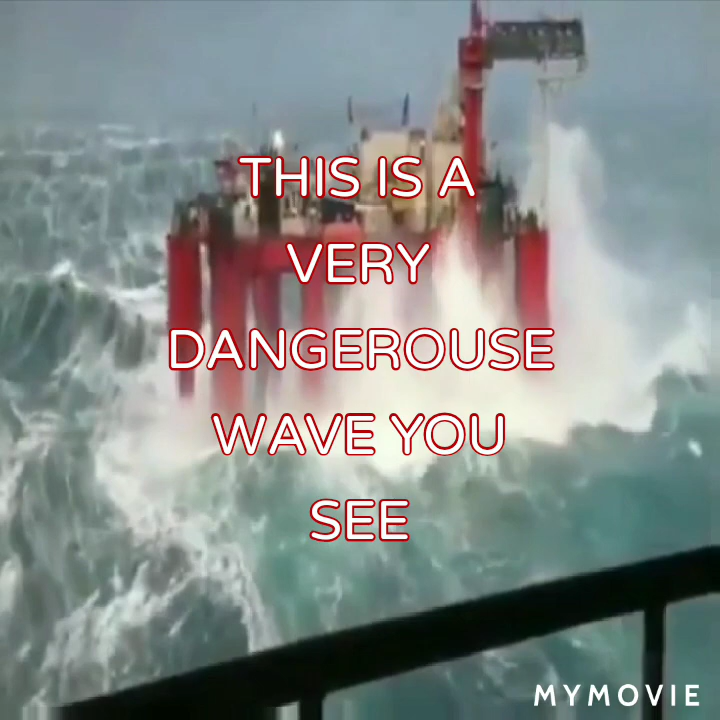 THIS IS A
VERY
DANGEROUSE
WAVE YOU
SEE
MYMOVIE